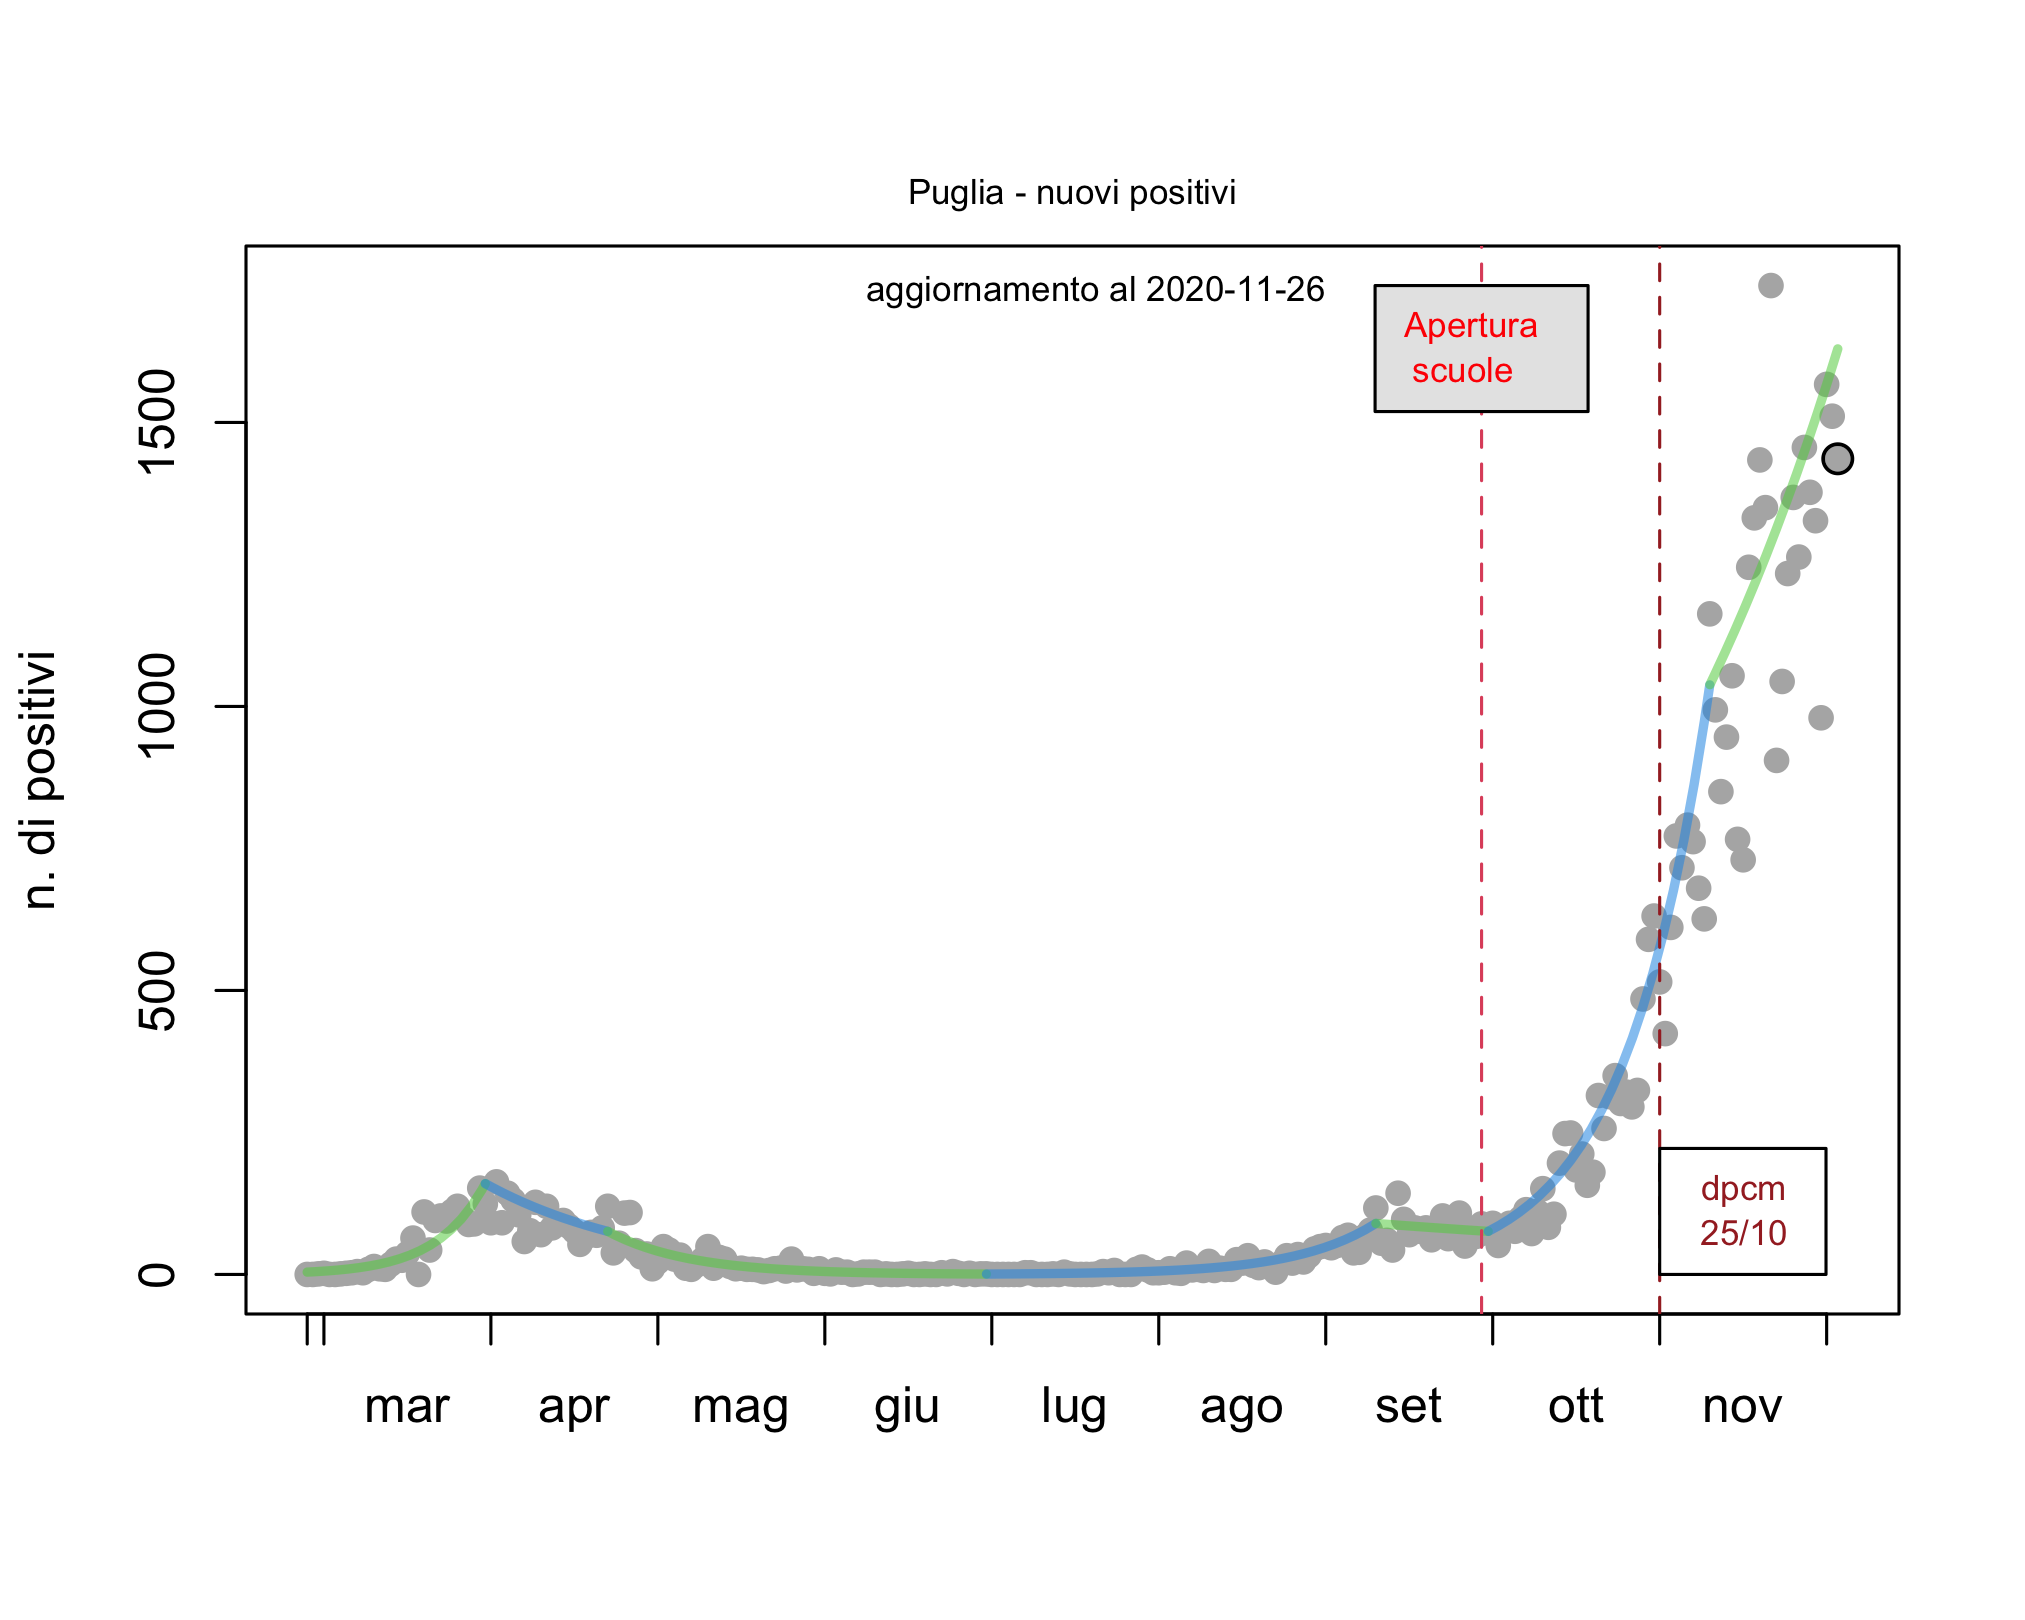 Puglia - nuovi positivi
aggiornamento al 2020-11-26
Apertura
scuole
n. di positivi
1500
1000
500
0
dpcm
25/10
mar apr mag giu lug ago set ott nov